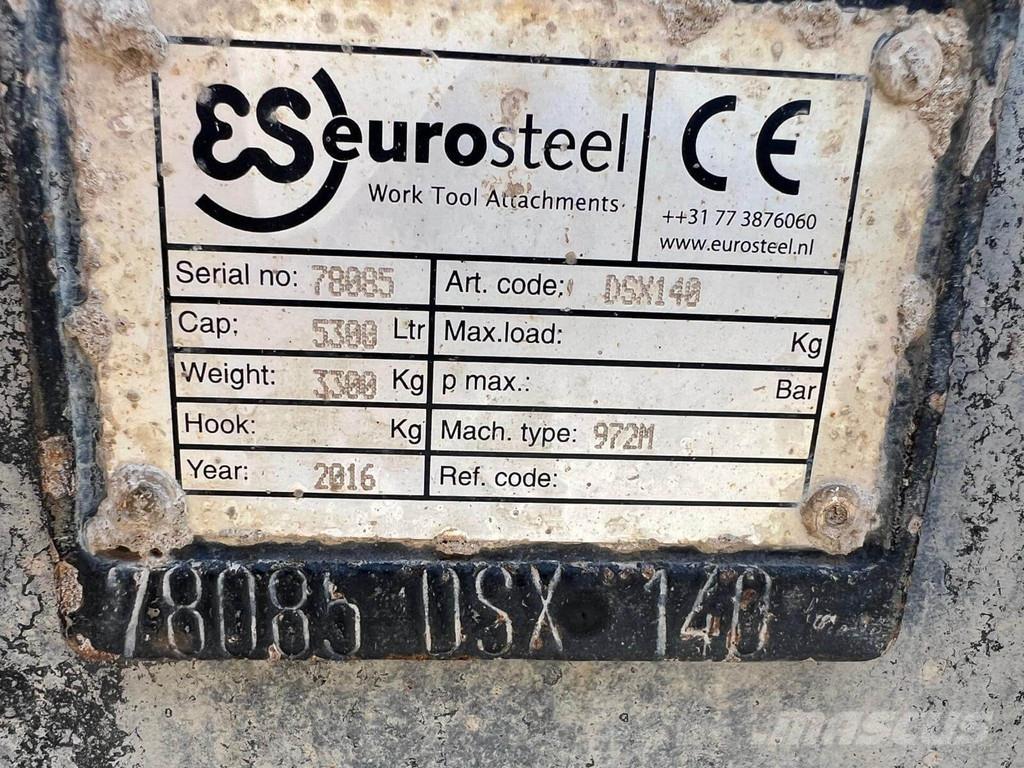 ES eurosteel
Work Tool Attachments
CE
++31 77 3876060
www.eurosteel.nl
Serial no: 78085 Art. code: DSX140
Cap: 5300 Ltr Max.load: Kg
Weight: 3300 Kg p max.: Bar
Hook: Kg Mach. type: 972M
Year: 2016 Ref. code:
78085 DSX 140
mascus